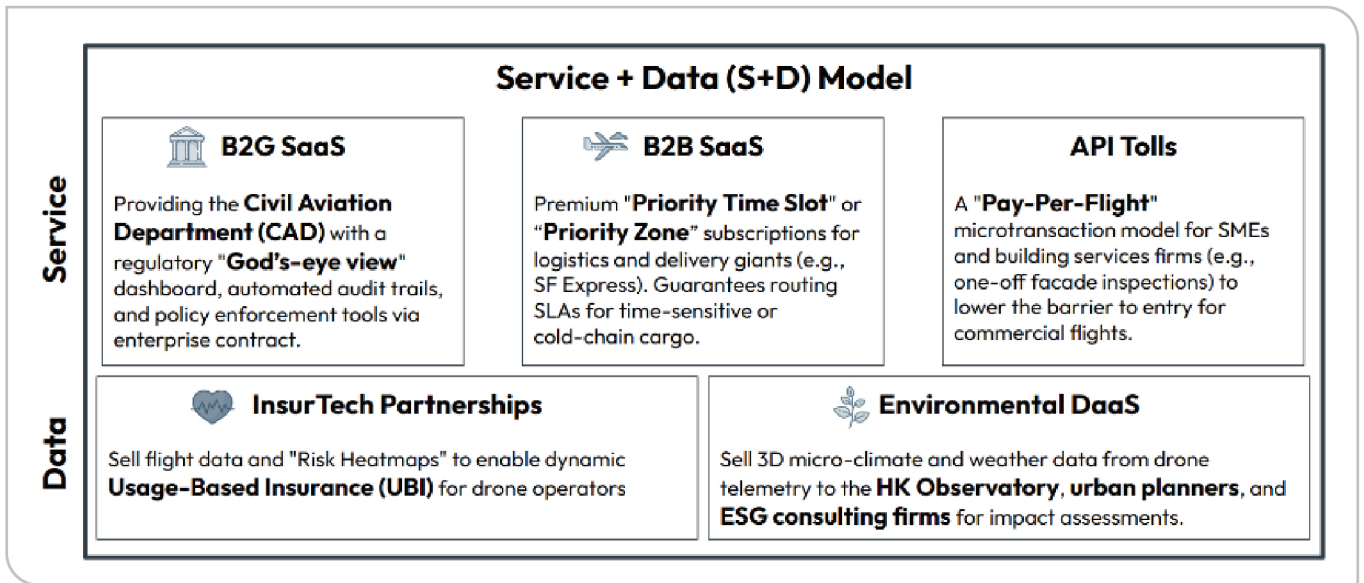 Service + Data (S+D) Model
Service
B2G SaaS
Providing the Civil Aviation
Department (CAD) with a
regulatory "God's-eye view"
dashboard, automated audit trails,
and policy enforcement tools via
enterprise contract.
B2B SaaS
Premium "Priority Time Slot" or
“Priority Zone” subscriptions for
logistics and delivery giants (e.g.,
SF Express). Guarantees routing
SLAs for time-sensitive or
cold-chain cargo.
API Tolls
A "Pay-Per-Flight"
microtransaction model for SMEs
and building services firms (e.g.,
one-off facade inspections) to
lower the barrier to entry for
commercial flights.
Data
InsurTech Partnerships
Sell flight data and "Risk Heatmaps" to enable dynamic
Usage-Based Insurance (UBI) for drone operators
Environmental DaaS
Sell 3D micro-climate and weather data from drone
telemetry to the HK Observatory, urban planners, and
ESG consulting firms for impact assessments.